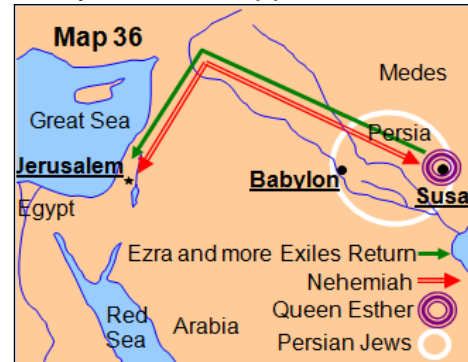 Map 36
Medes
Great Sea
Persia
Jerusalem
Babylon
Susa
Egypt
Ezra and more Exiles Return
Nehemiah
Red
Sea
Arabia
Queen Esther
Persian Jews